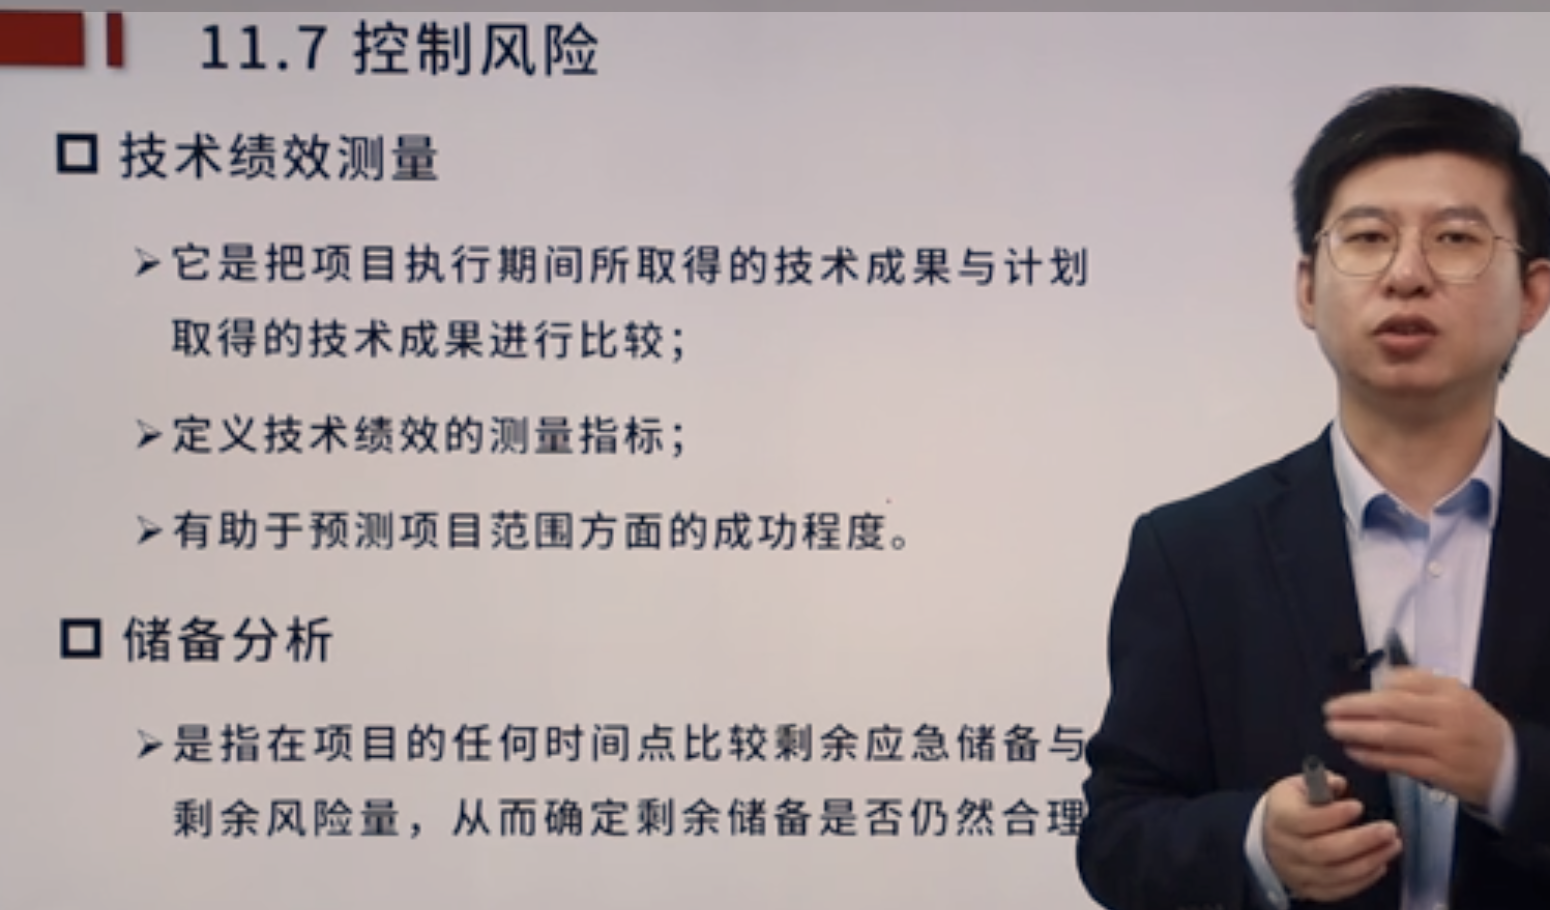 11.7 控制风险
技术绩效测量
它是把项目执行期间所取得的技术成果与计划
取得的技术成果进行比较；
定义技术绩效的测量指标；
有助于预测项目范围方面的成功程度。
储备分析
是指在项目的任何时间点比较剩余应急储备与
剩余风险量，从而确定剩余储备是否仍然合理